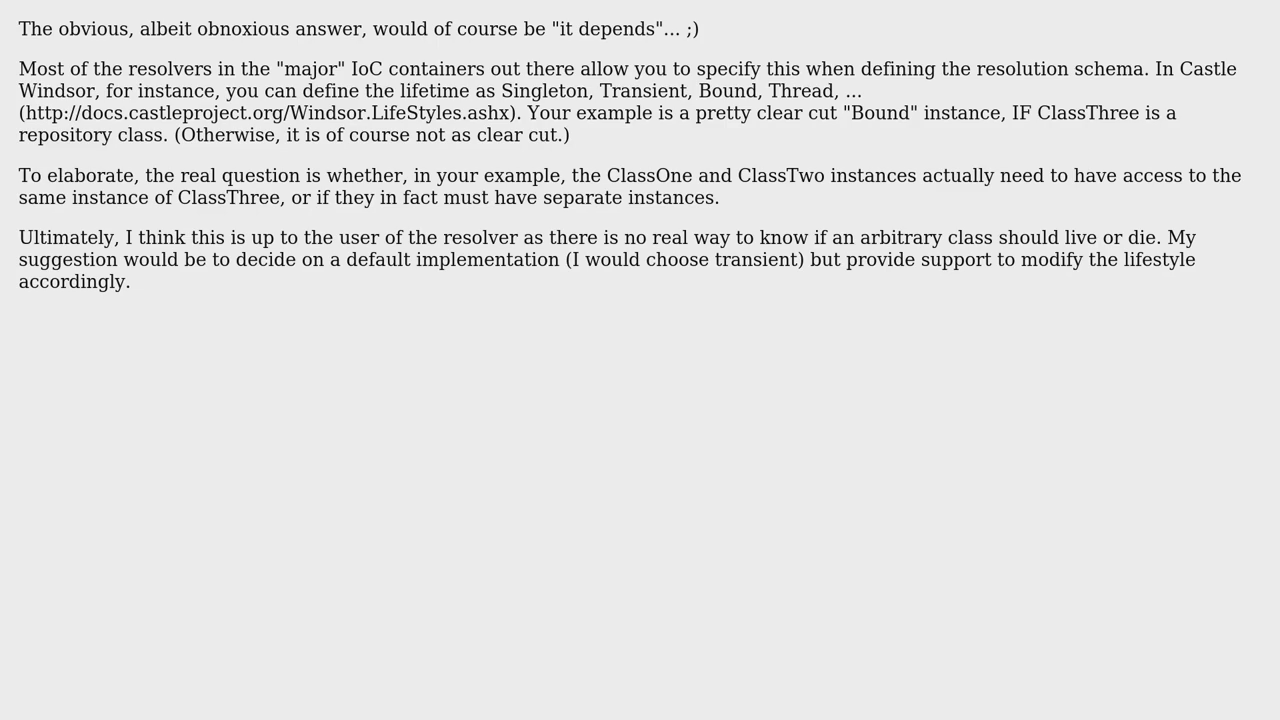 The obvious, albeit obnoxious answer, would of course be "it depends"... ;)
Most of the resolvers in the "major" IoC containers out there allow you to specify this when defining the resolution schema. In Castle
Windsor, for instance, you can define the lifetime as Singleton, Transient, Bound, Thread, ...
(http://docs.castleproject.org/Windsor.LifeStyles.ashx). Your example is a pretty clear cut "Bound" instance, IF ClassThree is a
repository class. (Otherwise, it is of course not as clear cut.)
To elaborate, the real question is whether, in your example, the ClassOne and ClassTwo instances actually need to have access to the
same instance of ClassThree, or if they in fact must have separate instances.
Ultimately, I think this is up to the user of the resolver as there is no real way to know if an arbitrary class should live or die. My
suggestion would be to decide on a default implementation (I would choose transient) but provide support to modify the lifestyle
accordingly.